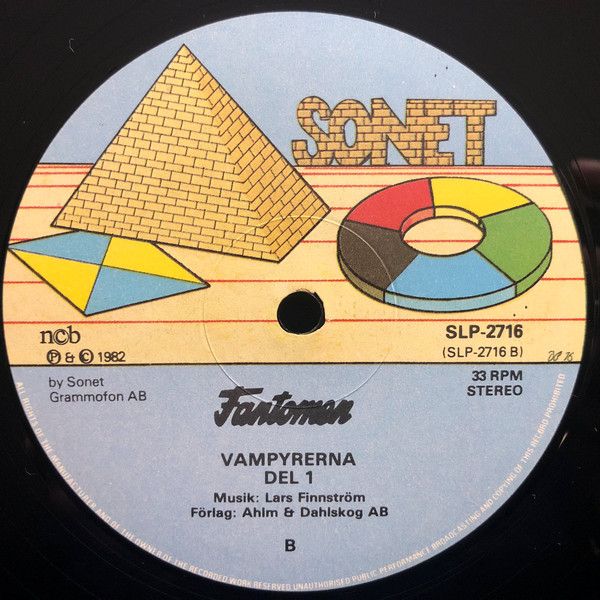 SONET
ncb
Ⓟ & © 1982
SLP-2716
(SLP-2716 B)
by Sonet
Grammofon AB
33 RPM
STEREO
Fantomen
VAMPYRERNA
DEL 1
Musik: Lars Finnström
Förlag: Ahlm & Dahlskog AB
B
ALL RIGHTS OF THE MANUFACTURER AND OF THE OWNER OF THE RECORDED WORK RESERVED UNAUTHORISED PUBLIC PERFORMANCE BROADCASTING AND COPYING OF THIS RECORD PROHIBITED